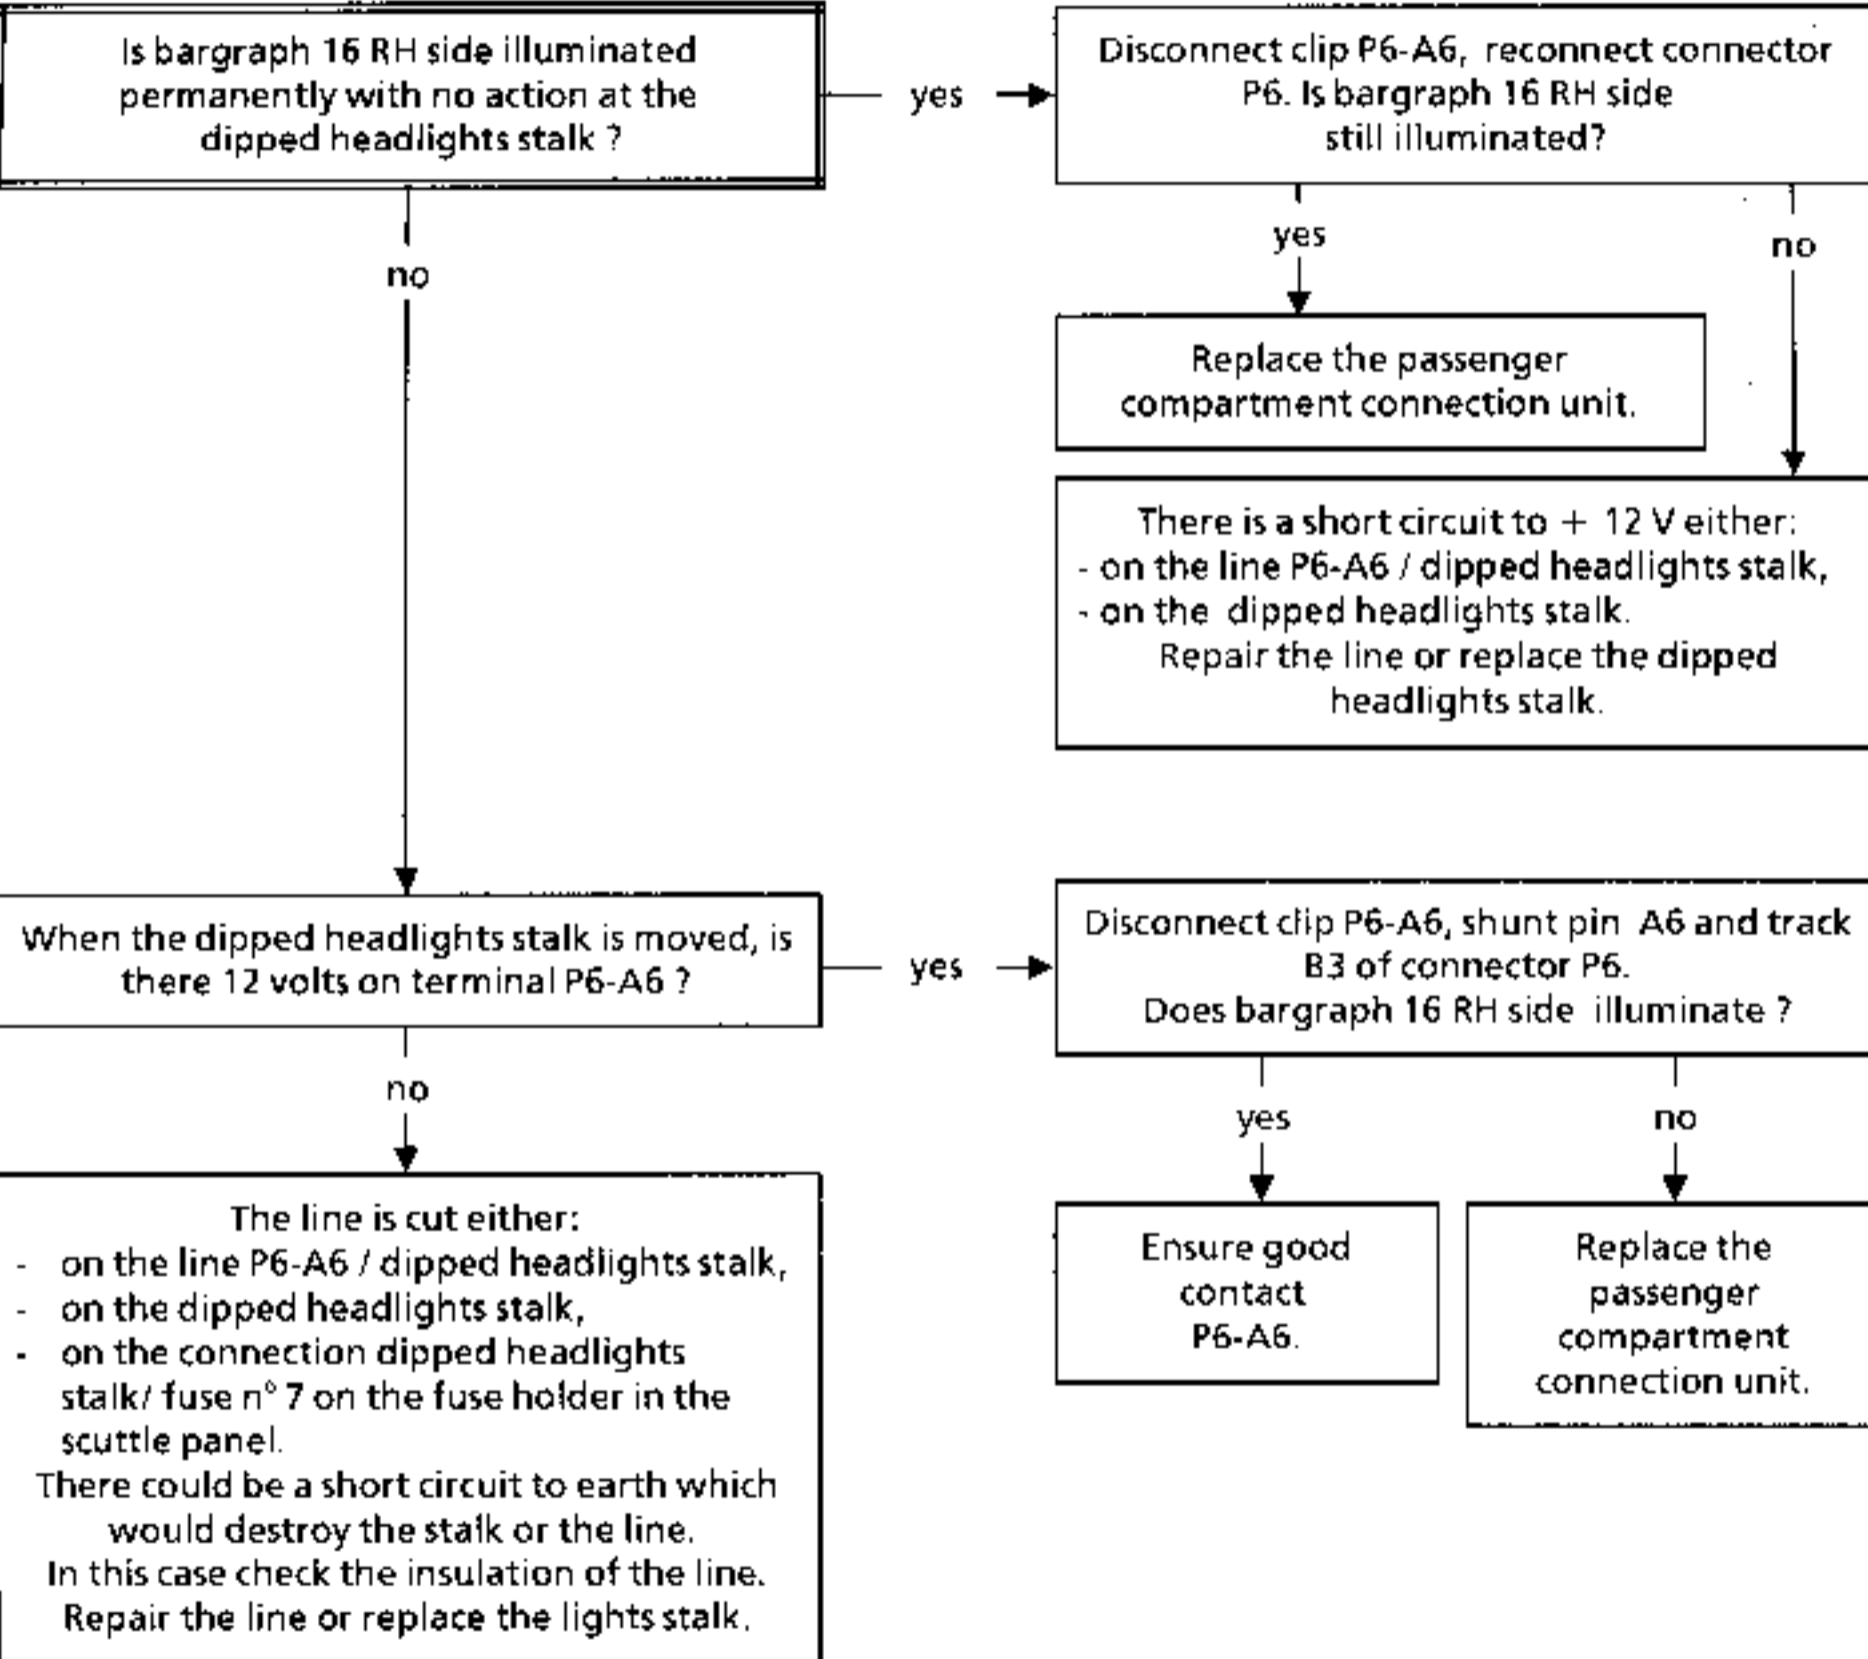 Is bargraph 16 RH side illuminated
permanently with no action at the
dipped headlights stalk ?
yes
Disconnect clip P6-A6, reconnect connector
P6. Is bargraph 16 RH side
still illuminated?
no
yes
no
Replace the passenger
compartment connection unit.
There is a short circuit to + 12 V either:
- on the line P6-A6 / dipped headlights stalk,
- on the dipped headlights stalk.
Repair the line or replace the dipped
headlights stalk.
When the dipped headlights stalk is moved, is
there 12 volts on terminal P6-A6 ?
yes
Disconnect clip P6-A6, shunt pin A6 and track
B3 of connector P6.
Does bargraph 16 RH side illuminate ?
no
yes
no
The line is cut either:
- on the line P6-A6 / dipped headlights stalk,
- on the dipped headlights stalk,
- on the connection dipped headlights
stalk/ fuse n° 7 on the fuse holder in the
scuttle panel.
There could be a short circuit to earth which
would destroy the stalk or the line.
In this case check the insulation of the line.
Repair the line or replace the lights stalk.
Ensure good
contact
P6-A6.
Replace the
passenger
compartment
connection unit.